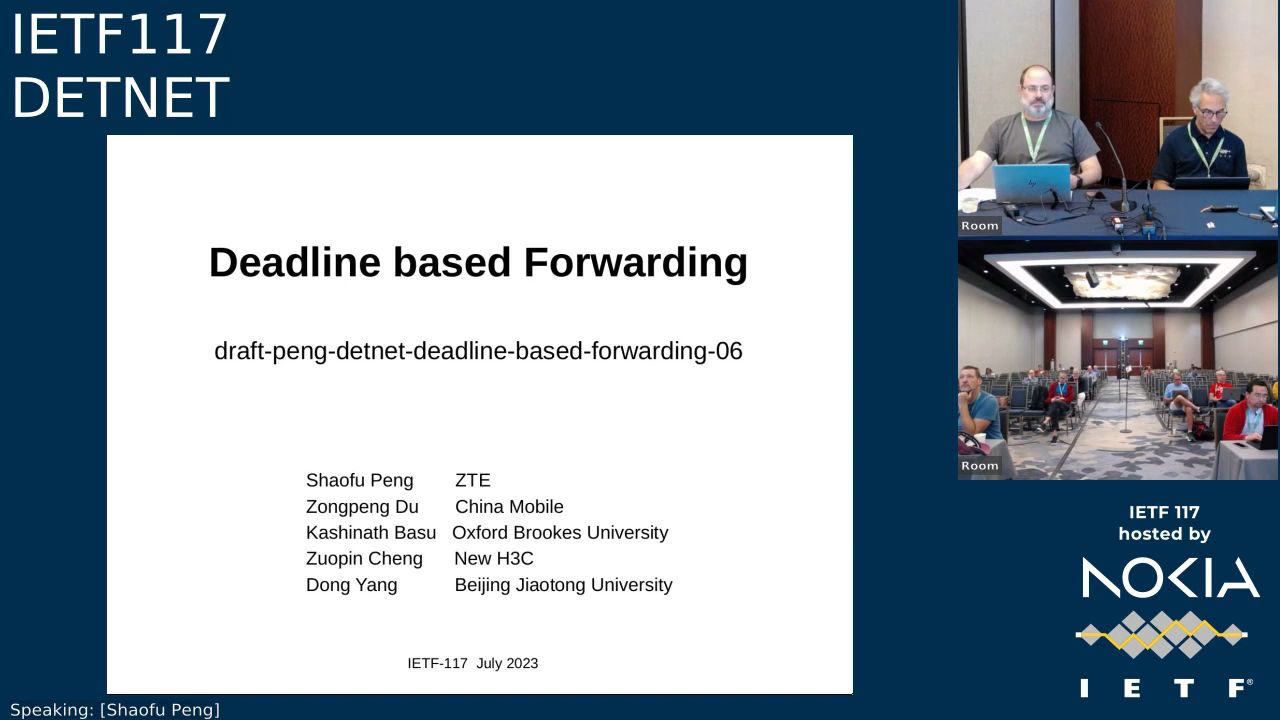 IETF117
DETNET
Deadline based Forwarding
draft-peng-detnet-deadline-based-forwarding-06
Shaofu Peng ZTE
Zongpeng Du China Mobile
Kashinath Basu Oxford Brookes University
Zuopin Cheng New H3C
Dong Yang Beijing Jiaotong University
IETF-117 July 2023
Speaking: [Shaofu Peng]
Room
Room
IETF 117
hosted by
NOKIA
I E T F®